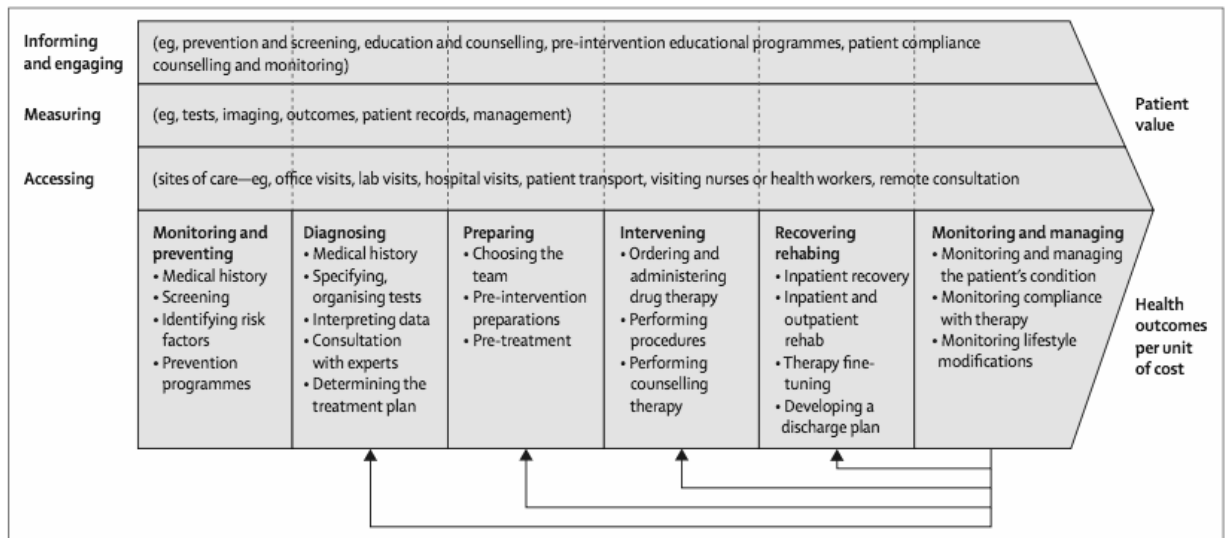 Informing
and engaging
(eg, prevention and screening, education and counselling, pre-intervention educational programmes, patient compliance
counselling and monitoring)
Measuring
(eg, tests, imaging, outcomes, patient records, management)
Patient
value
Accessing
(sites of care—eg, office visits, lab visits, hospital visits, patient transport, visiting nurses or health workers, remote consultation
Monitoring and
preventing
• Medical history
• Screening
• Identifying risk
factors
• Prevention
programmes
Diagnosing
• Medical history
• Specifying,
organising tests
• Interpreting data
• Consultation
with experts
• Determining the
treatment plan
Preparing
• Choosing the
team
• Pre-intervention
preparations
• Pre-treatment
Intervening
• Ordering and
administering
drug therapy
• Performing
procedures
• Performing
counselling
therapy
Recovering
rehabing
• Inpatient recovery
• Inpatient and
outpatient
rehab
• Therapy fine-
tuning
• Developing a
discharge plan
Monitoring and managing
• Monitoring and managing
the patient's condition
• Monitoring compliance
with therapy
• Monitoring lifestyle
modifications
Health
outcomes
per unit
of cost